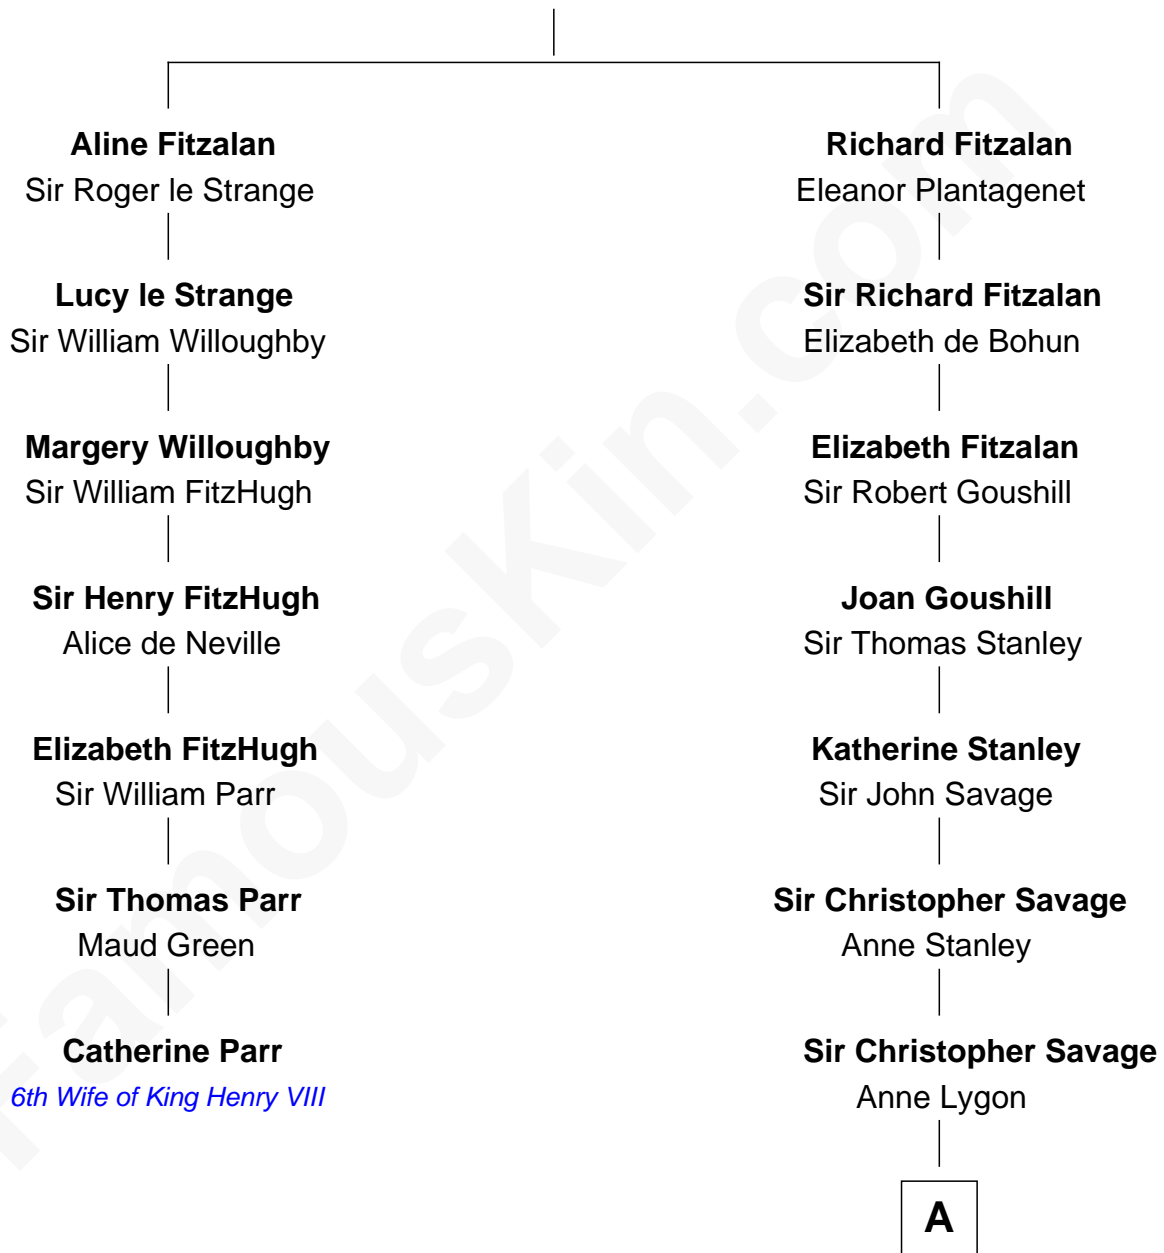 Aline Fitzalan
Sir Roger le Strange
Lucy le Strange
Sir William Willoughby
Margery Willoughby
Sir William FitzHugh
Sir Henry FitzHugh
Alice de Neville
Elizabeth FitzHugh
Sir William Parr
Sir Thomas Parr
Maud Green
Catherine Parr
6th Wife of King Henry VIII
Richard Fitzalan
Eleanor Plantagenet
Sir Richard Fitzalan
Elizabeth de Bohun
Elizabeth Fitzalan
Sir Robert Goushill
Joan Goushill
Sir Thomas Stanley
Katherine Stanley
Sir John Savage
Sir Christopher Savage
Anne Stanley
Sir Christopher Savage
Anne Lygon
A
FamousKin.com